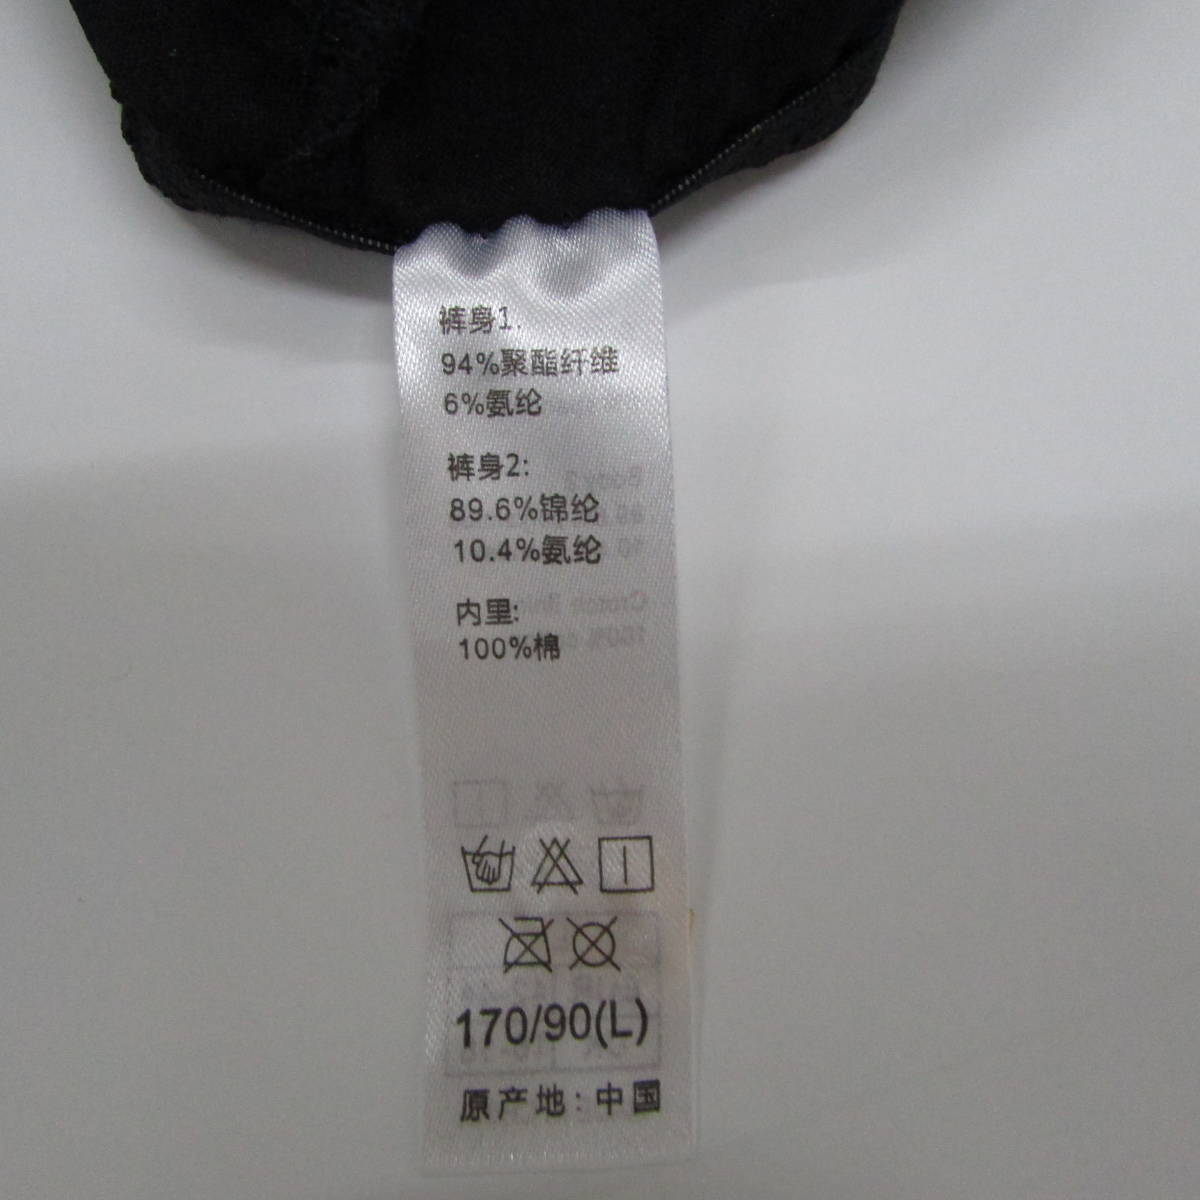 裤身1:
94%聚酯纤维
6%氨纶
裤身2:
89.6%锦纶
10.4%氨纶
内里:
100%棉
170/90(L)
原产地: 中国